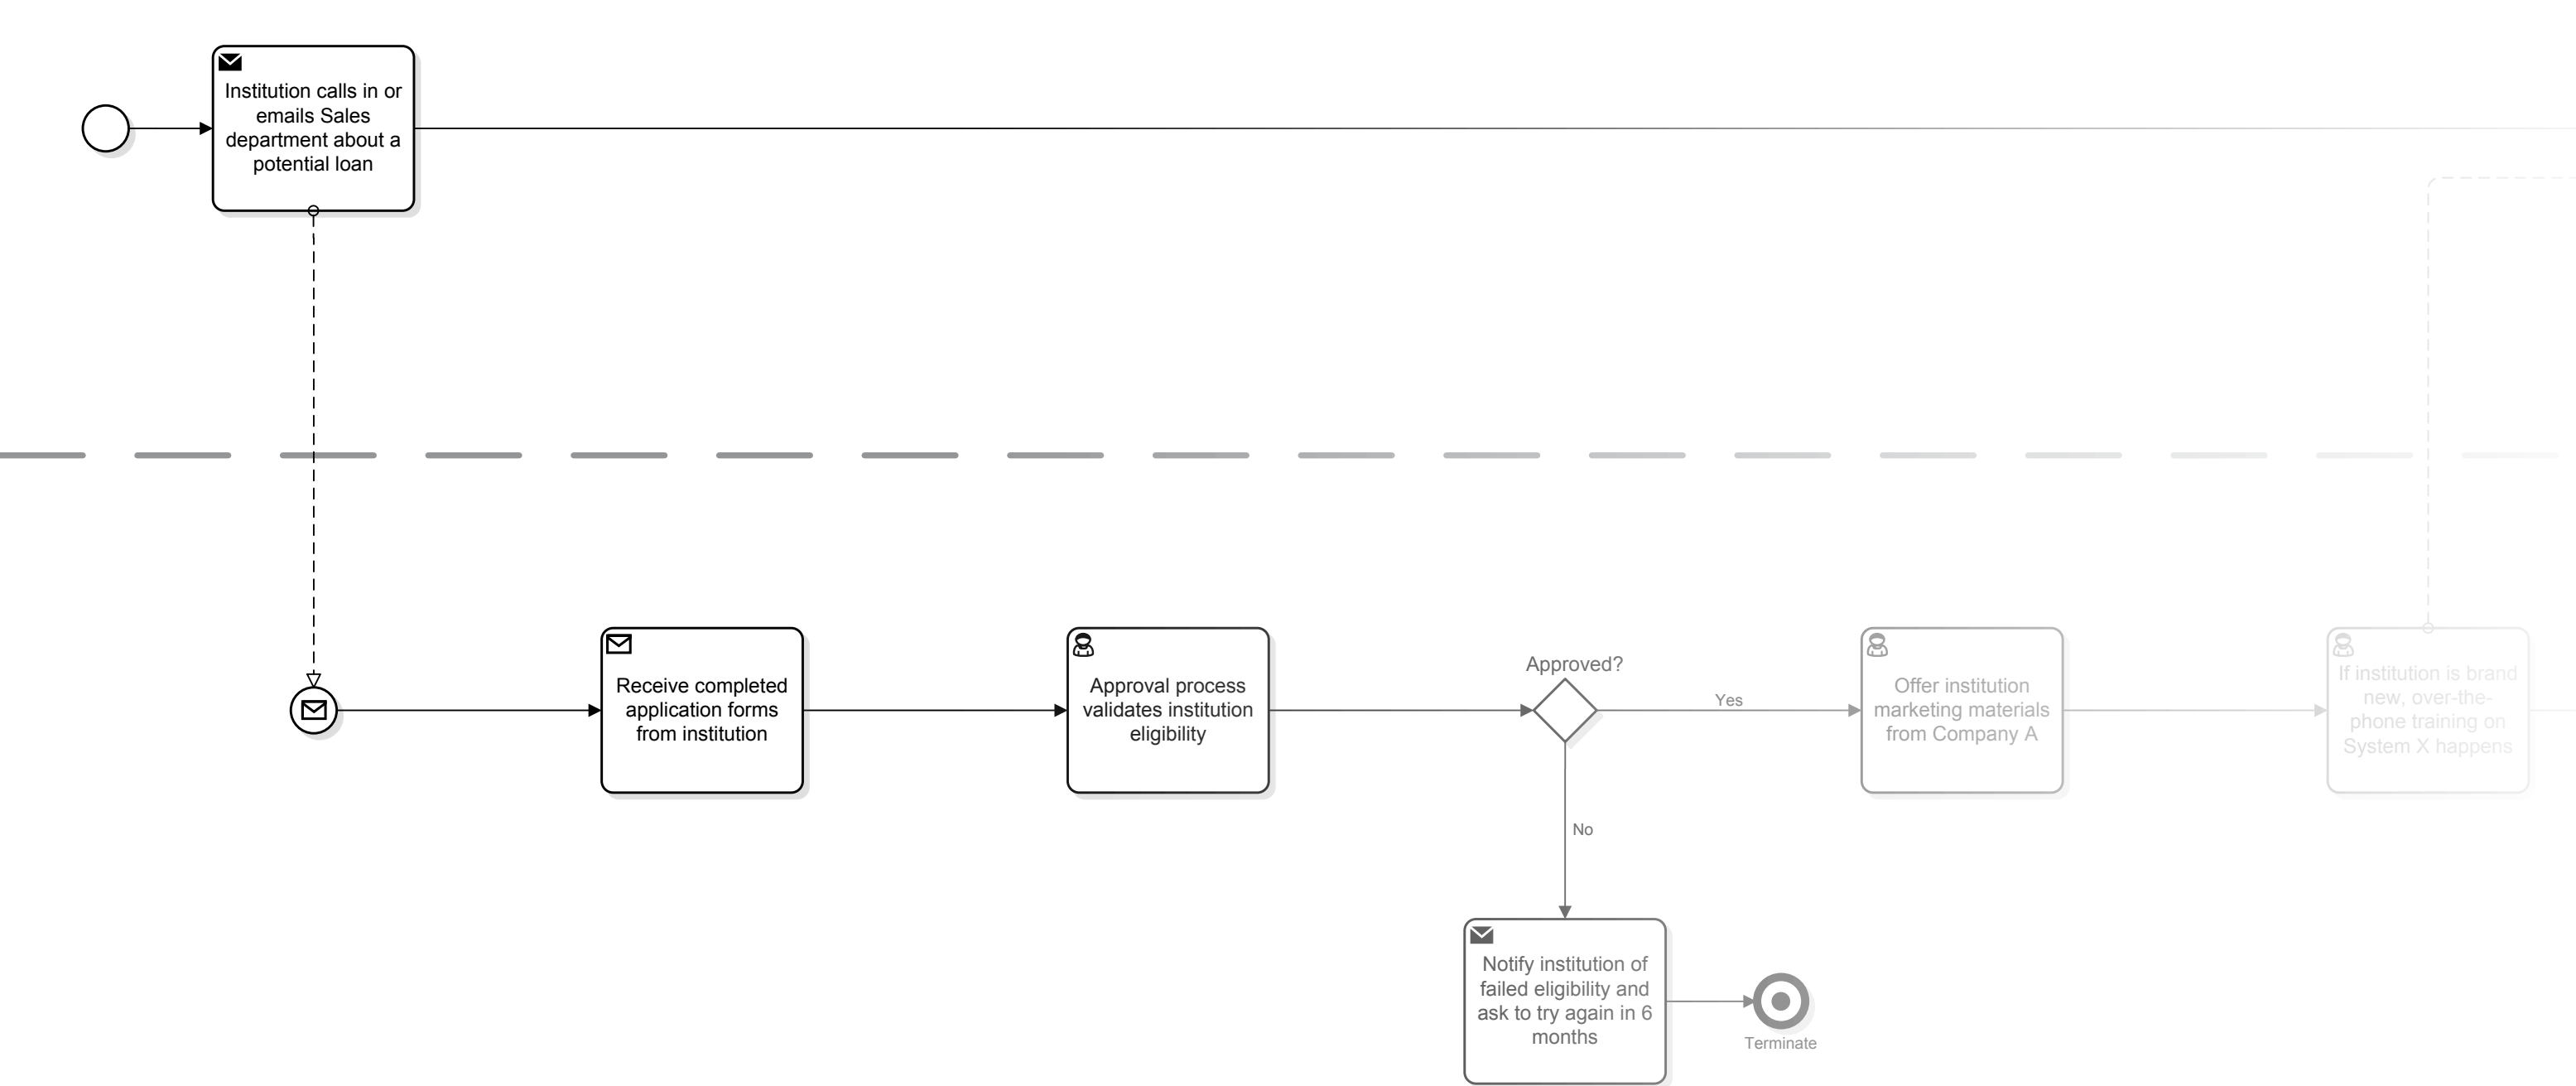 Institution calls in or
emails Sales
department about a
potential loan
Receive completed
application forms
from institution
Approval process
validates institution
eligibility
Approved?
Yes
No
Offer institution
marketing materials
from Company A
If institution is brand
new, over-the-
phone training on
System X happens
Notify institution of
failed eligibility and
ask to try again in 6
months
Terminate